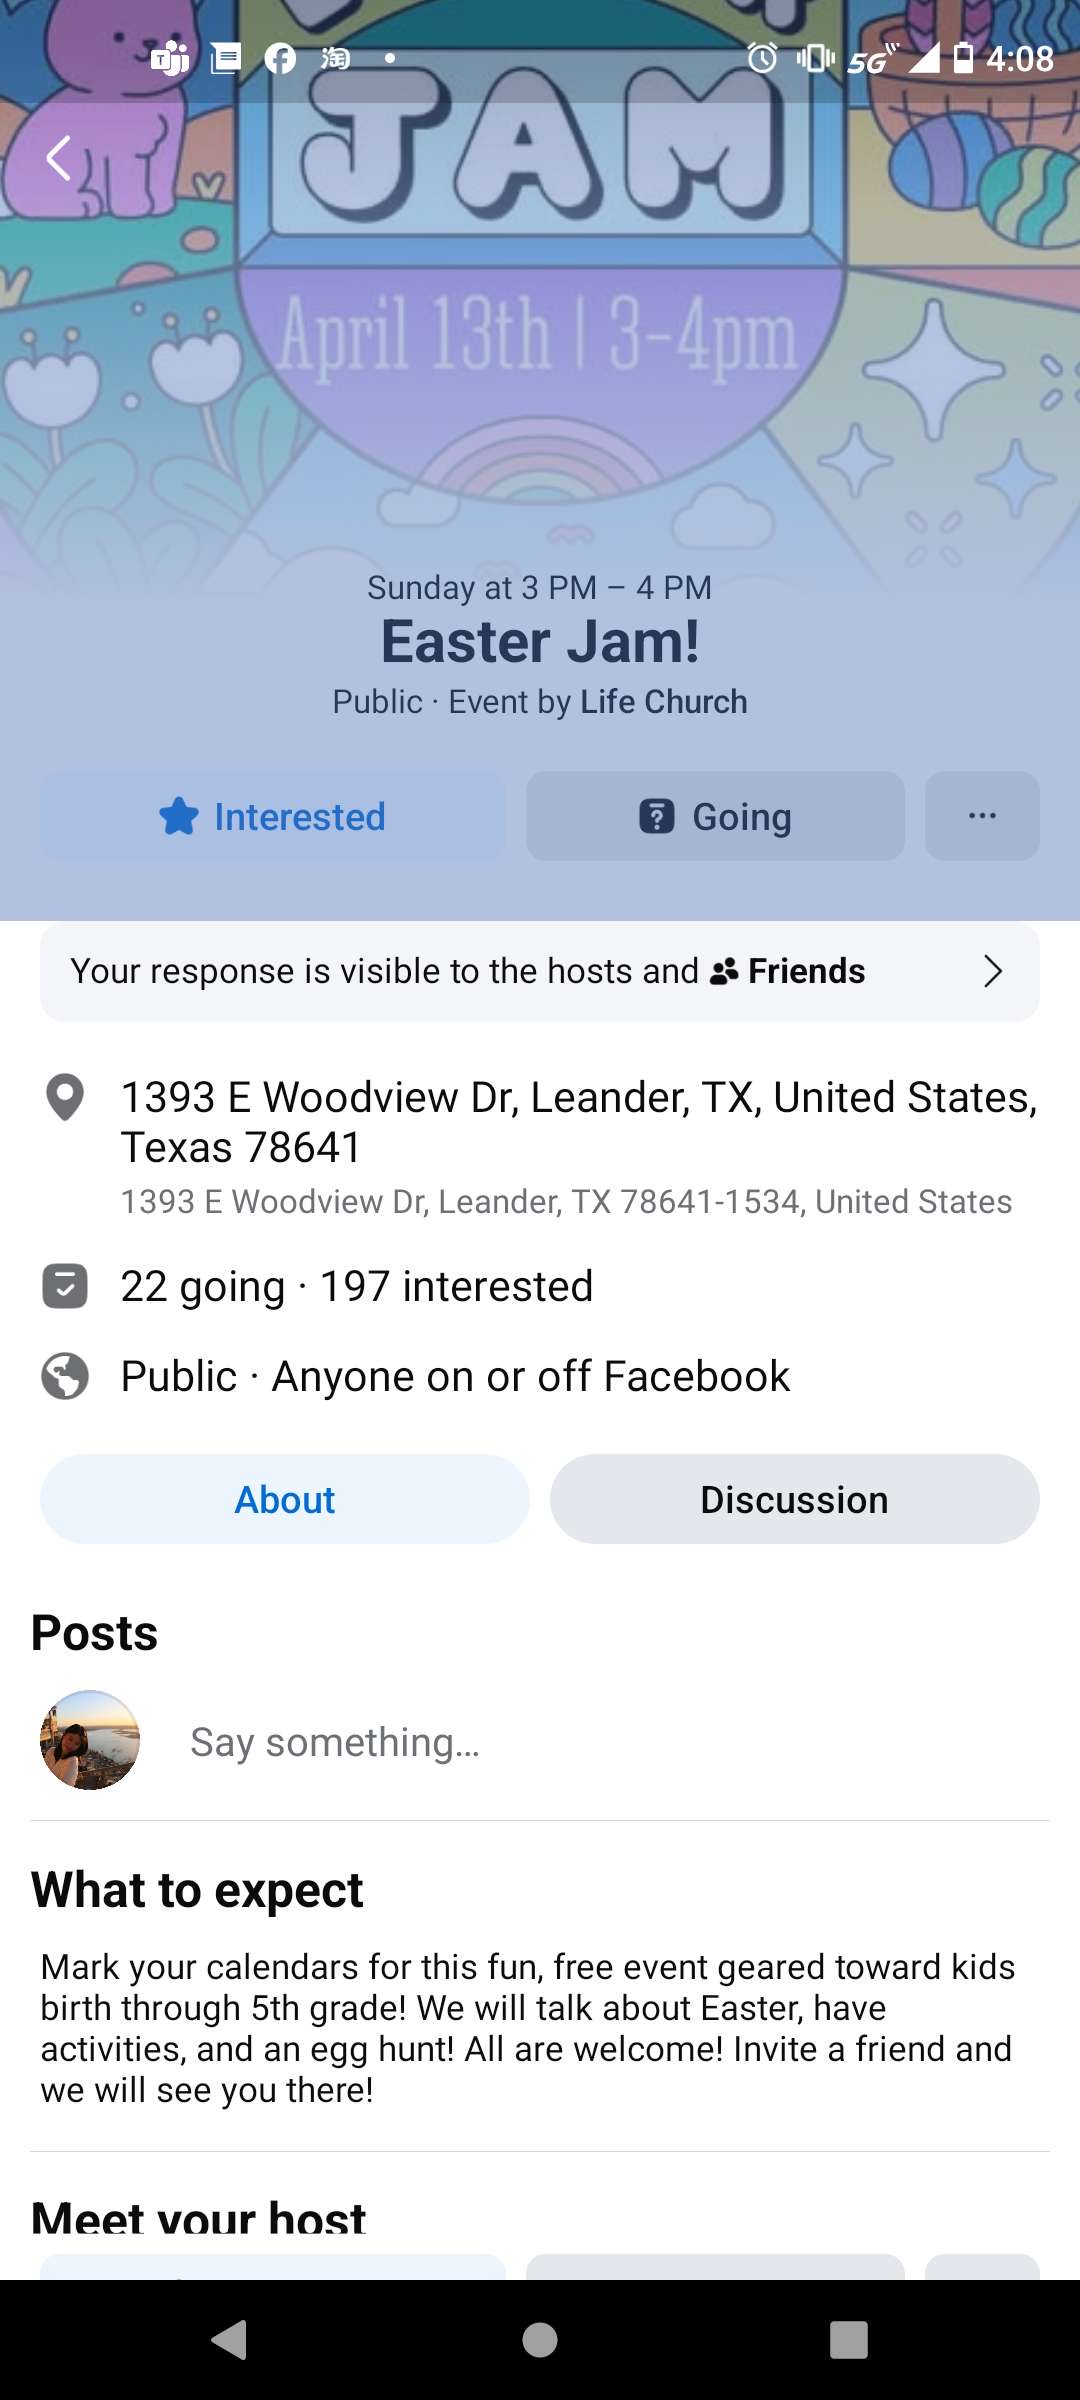 5G
4:08
JAM
April 13th | 3-4pm
Sunday at 3 PM – 4 PM
Easter Jam!
Public · Event by Life Church
Interested
Going
Your response is visible to the hosts and Friends
1393 E Woodview Dr, Leander, TX, United States,
Texas 78641
1393 E Woodview Dr, Leander, TX 78641-1534, United States
22 going · 197 interested
Public · Anyone on or off Facebook
About
Discussion
Posts
Say something...
What to expect
Mark your calendars for this fun, free event geared toward kids
birth through 5th grade! We will talk about Easter, have
activities, and an egg hunt! All are welcome! Invite a friend and
we will see you there!
Meet your host